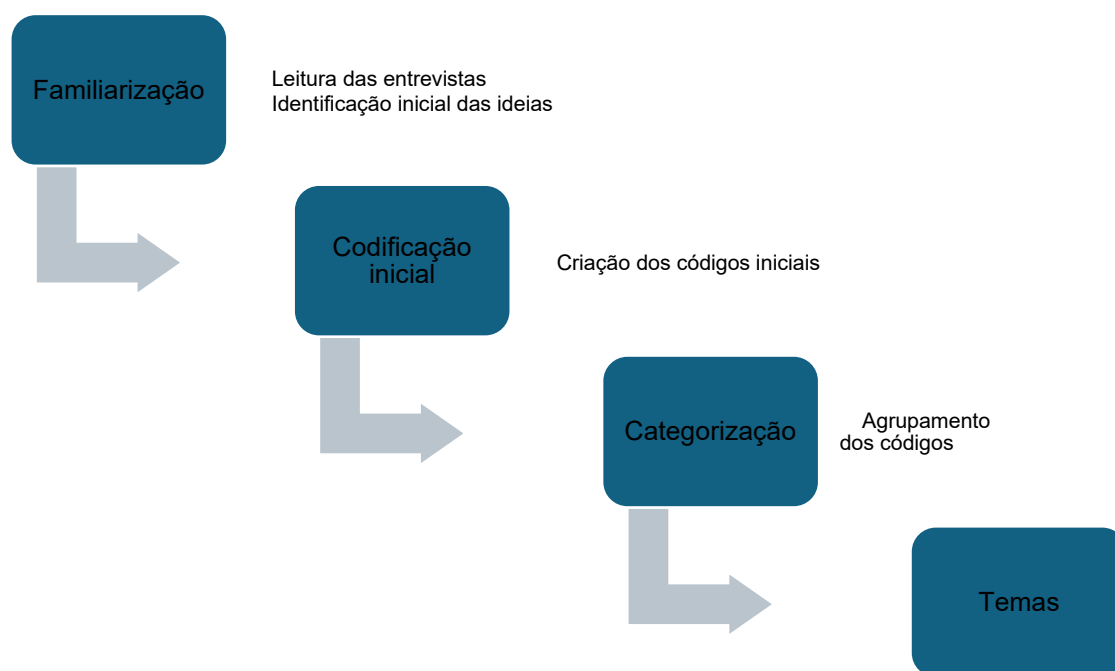 Familiarização
Leitura das entrevistas
Identificação inicial das ideias
Codificação
inicial
Criação dos códigos iniciais
Categorização
Agrupamento
dos códigos
Temas